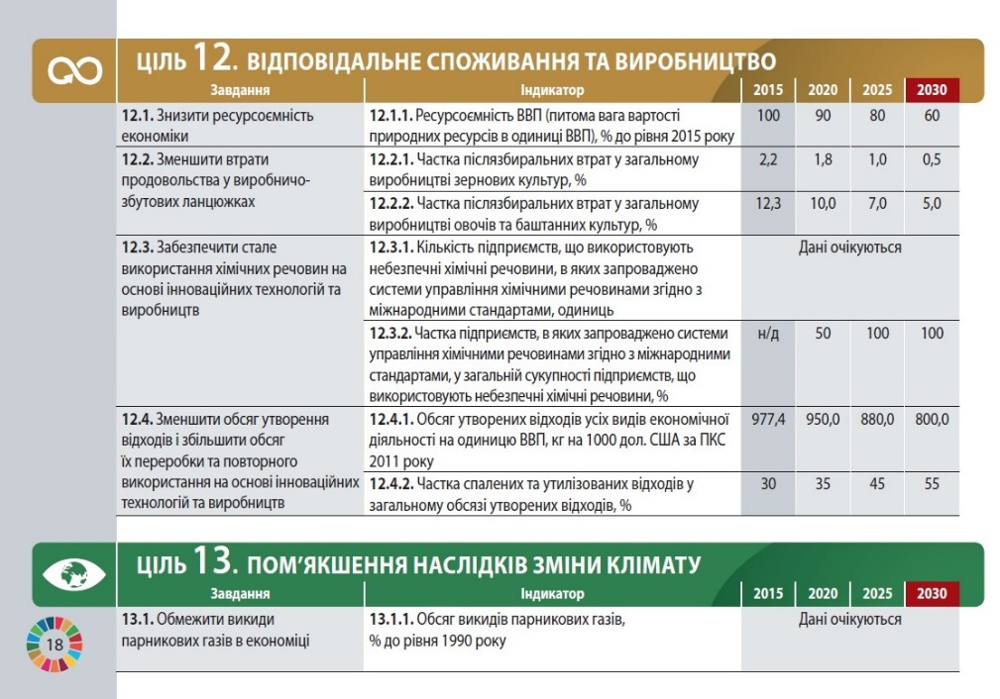 ЦІЛЬ 12. ВІДПОВІДАЛЬНЕ СПОЖИВАННЯ ТА ВИРОБНИЦТВО
Завдання Індикатор 2015 2020 2025 2030
12.1. Знизити ресурсоємність
економіки
12.1.1. Ресурсоємність ВВП (питома вага вартості
природних ресурсів в одиниці ВВП), % до рівня 2015 року
100 90 80 60
12.2. Зменшити втрати
продовольства у виробничо-
збутових ланцюжках
12.2.1. Частка післязбиральних втрат у загальному
виробництві зернових культур, %
2,2 1,8 1,0 0,5
12.2.2. Частка післязбиральних втрат у загальному
виробництві овочів та баштанних культур, %
12,3 10,0 7,0 5,0
12.3. Забезпечити стале
використання хімічних речовин на
основі інноваційних технологій та
виробництв
12.3.1. Кількість підприємств, що використовують
небезпечні хімічні речовини, в яких запроваджено
системи управління хімічними речовинами згідно з
міжнародними стандартами, одиниць
Дані очікуються
12.3.2. Частка підприємств, в яких запроваджено системи
управління хімічними речовинами згідно з міжнародними
стандартами, у загальній сукупності підприємств, що
використовують небезпечні хімічні речовини, %
н/д 50 100 100
12.4. Зменшити обсяг утворення
відходів і збільшити обсяг
їх переробки та повторного
використання на основі інноваційних
технологій та виробництв
12.4.1. Обсяг утворених відходів усіх видів економічної
діяльності на одиницю ВВП, кг на 1000 дол. США за ПКС
2011 року
977,4 950,0 880,0 800,0
12.4.2. Частка спалених та утилізованих відходів у
загальному обсязі утворених відходів, %
30 35 45 55
ЦІЛЬ 13. ПОМ’ЯКШЕННЯ НАСЛІДКІВ ЗМІНИ КЛІМАТУ
Завдання Індикатор 2015 2020 2025 2030
13.1. Обмежити викиди
парникових газів в економіці
13.1.1. Обсяг викидів парникових газів,
% до рівня 1990 року
Дані очікуються
18